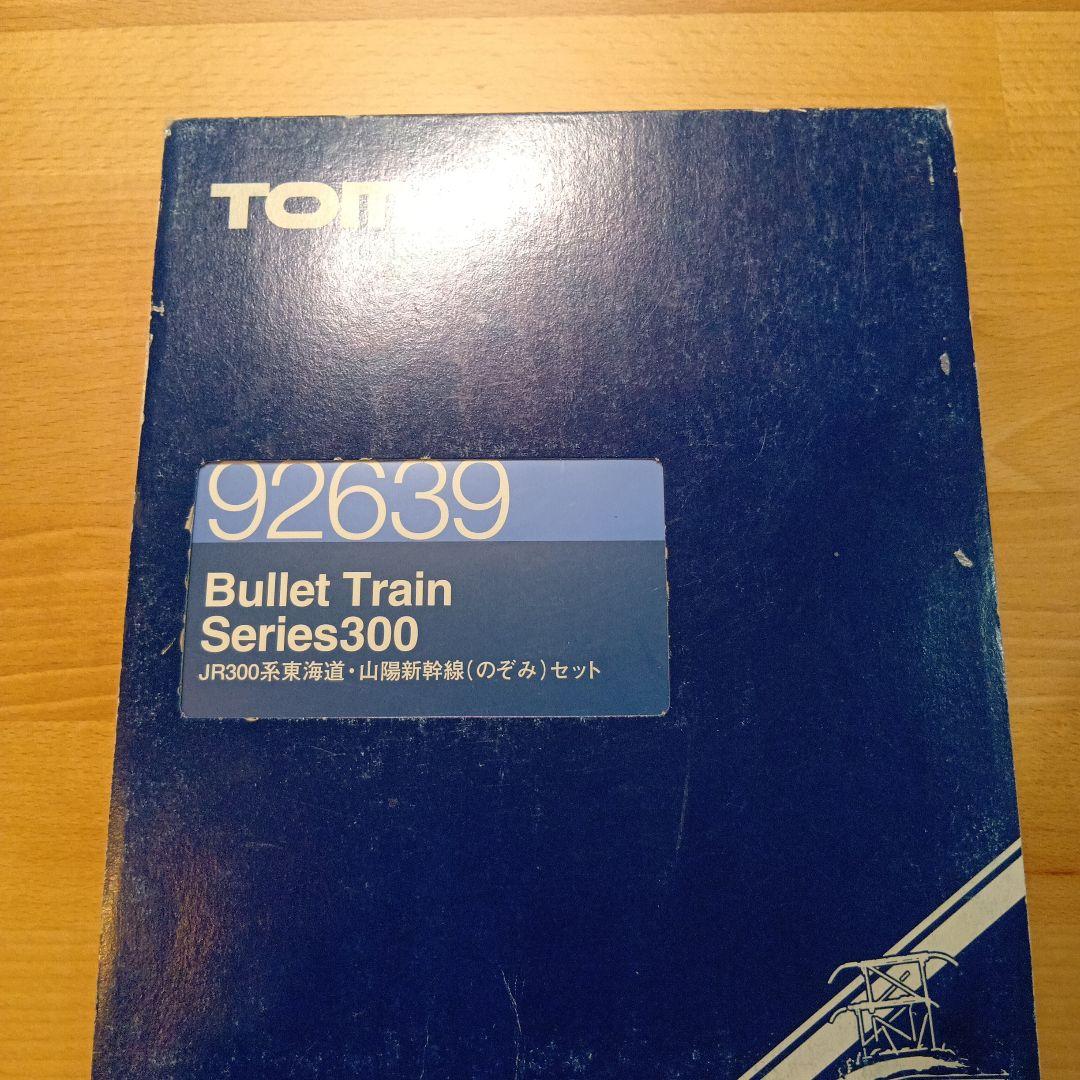 92639
Bullet Train
Series300
JR300系東海道・山陽新幹線(のぞみ)セット